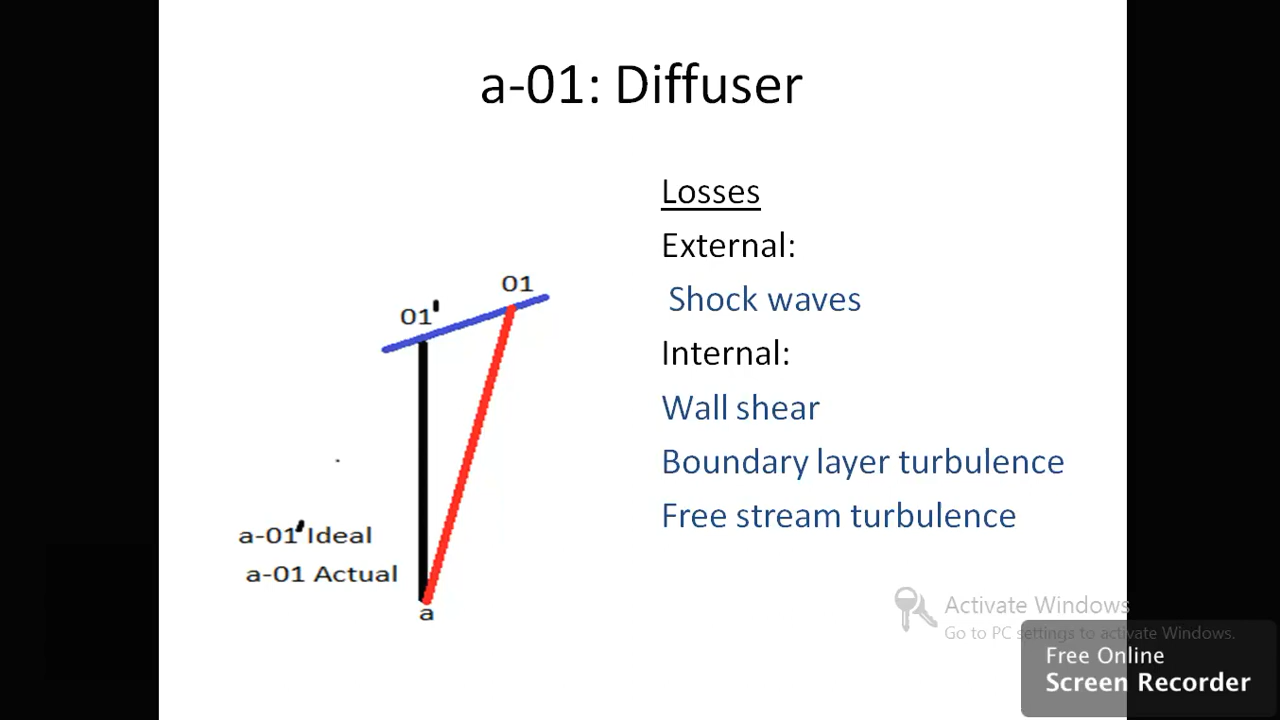 a-01: Diffuser
Losses
External:
Shock waves
Internal:
Wall shear
Boundary layer turbulence
Free stream turbulence
01
01'
a-01' Ideal
a-01 Actual
a
Activate Windows
Go to PC settings to activate Windows.
Free Online
Screen Recorder